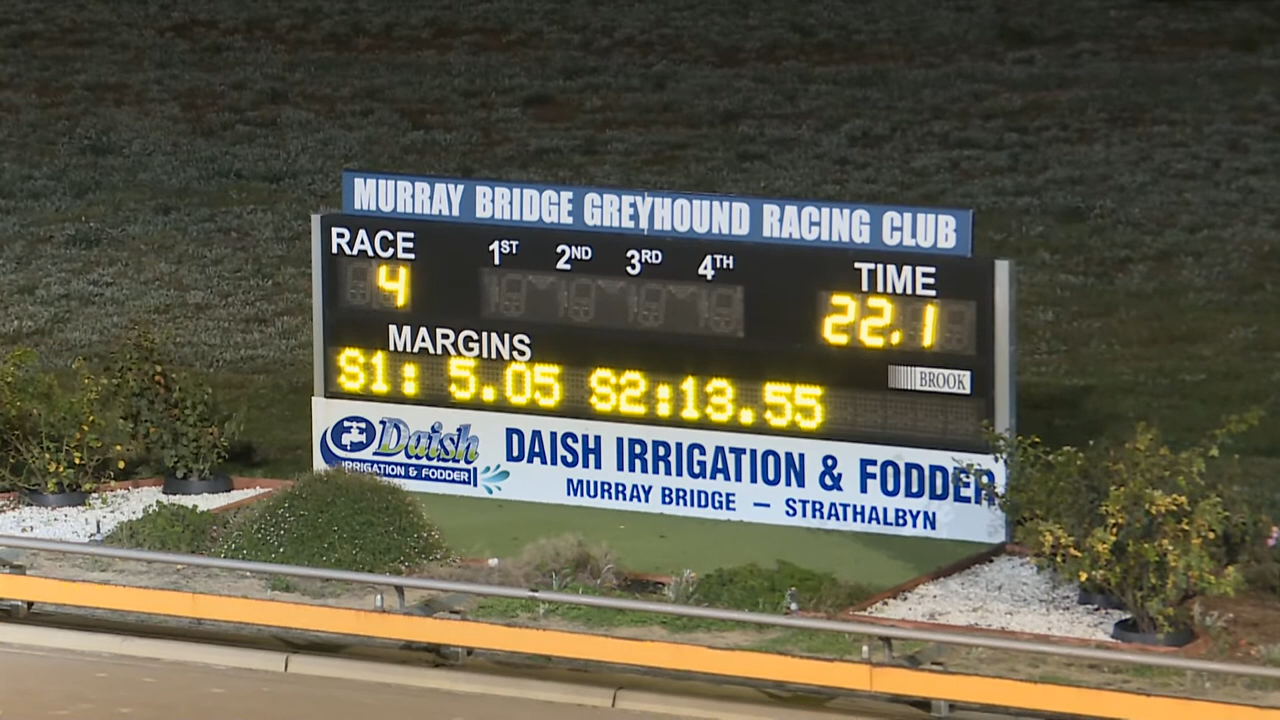 MURRAY BRIDGE GREYHOUND RACING CLUB
RACE 1ST 2ND 3RD 4TH TIME
4 22.1
MARGINS
BROOK
S1: 5.05 S2:13.55
Daish
IRRIGATION & FODDER
DAISH IRRIGATION & FODDER
MURRAY BRIDGE – STRATHALBYN